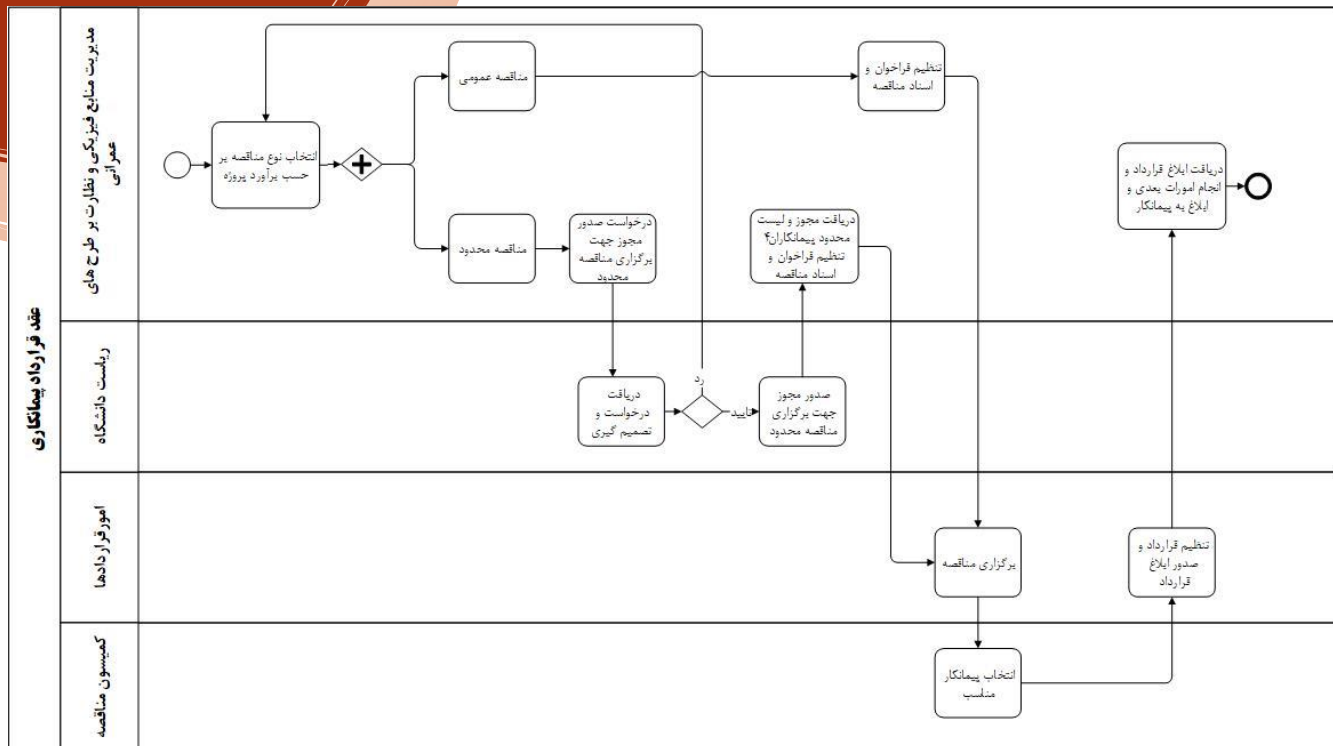 عقد قرارداد پیمانکاری
مدیریت منابع فیزیکی و نظارت بر طرح های
عمرانی
انتخاب نوع مناقصه بر
حسب برآورد پروژه
مناقصه عمومی
تنظیم فراخوان و
اسناد مناقصه
مناقصه محدود
درخواست صدور
مجوز جهت
برگزاری مناقصه
محدود
دریافت مجوز و لیست
محدود پیمانکاران؟
تنظیم فراخوان و
اسناد مناقصه
دریافت ابلاغ قرارداد و
انجام امورات بعدی و
ابلاغ به پیمانکار
ریاست دانشگاه
دریافت
درخواست و
تصمیم گیری
رد
تایید
صدور مجوز
جهت برگزاری
مناقصه محدود
امورقراردادها
برگزاری مناقصه
تنظیم قرارداد و
صدور ابلاغ
قرارداد
کمیسون مناقصه
انتخاب پیمانکار
مناسب